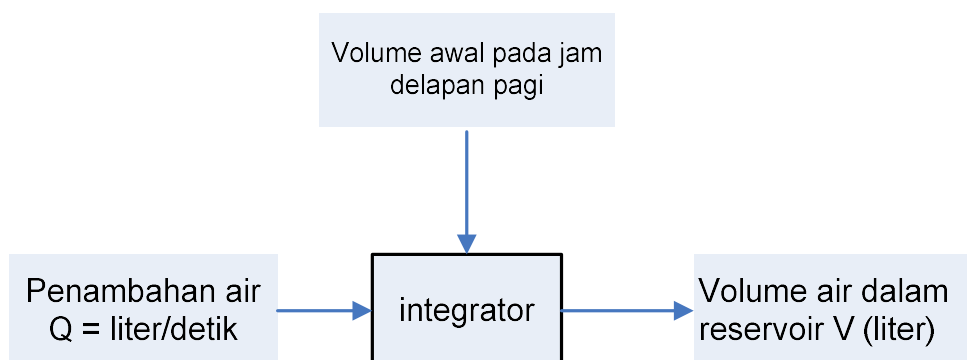 Volume awal pada jam
delapan pagi
Penambahan air
Q = liter/detik
integrator
Volume air dalam
reservoir V (liter)